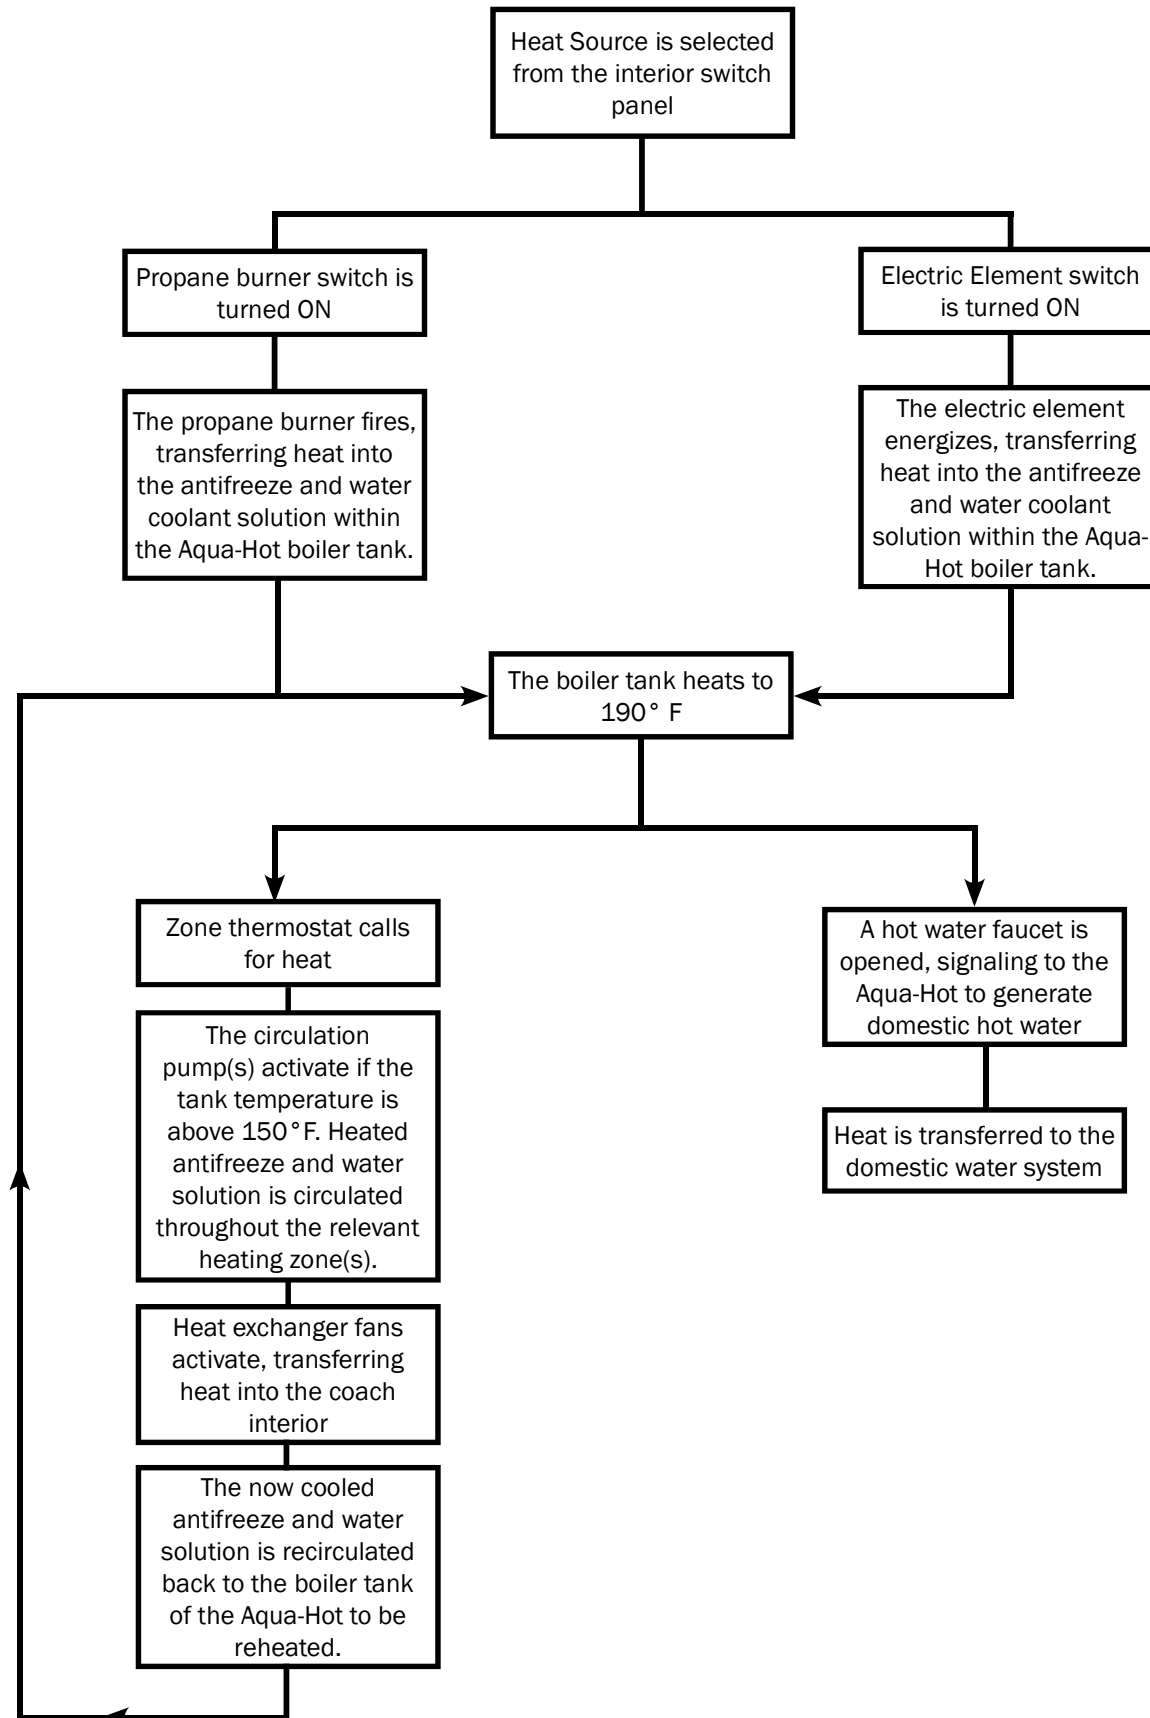 Heat Source is selected
from the interior switch
panel
Propane burner switch is
turned ON
Electric Element switch
is turned ON
The propane burner fires,
transferring heat into
the antifreeze and water
coolant solution within
the Aqua-Hot boiler tank.
The electric element
energizes, transferring
heat into the antifreeze
and water coolant
solution within the Aqua-
Hot boiler tank.
The boiler tank heats to
190° F
Zone thermostat calls
for heat
The circulation
pump(s) activate if the
tank temperature is
above 150°F. Heated
antifreeze and water
solution is circulated
throughout the relevant
heating zone(s).
Heat exchanger fans
activate, transferring
heat into the coach
interior
The now cooled
antifreeze and water
solution is recirculated
back to the boiler tank
of the Aqua-Hot to be
reheated.
A hot water faucet is
opened, signaling to the
Aqua-Hot to generate
domestic hot water
Heat is transferred to the
domestic water system